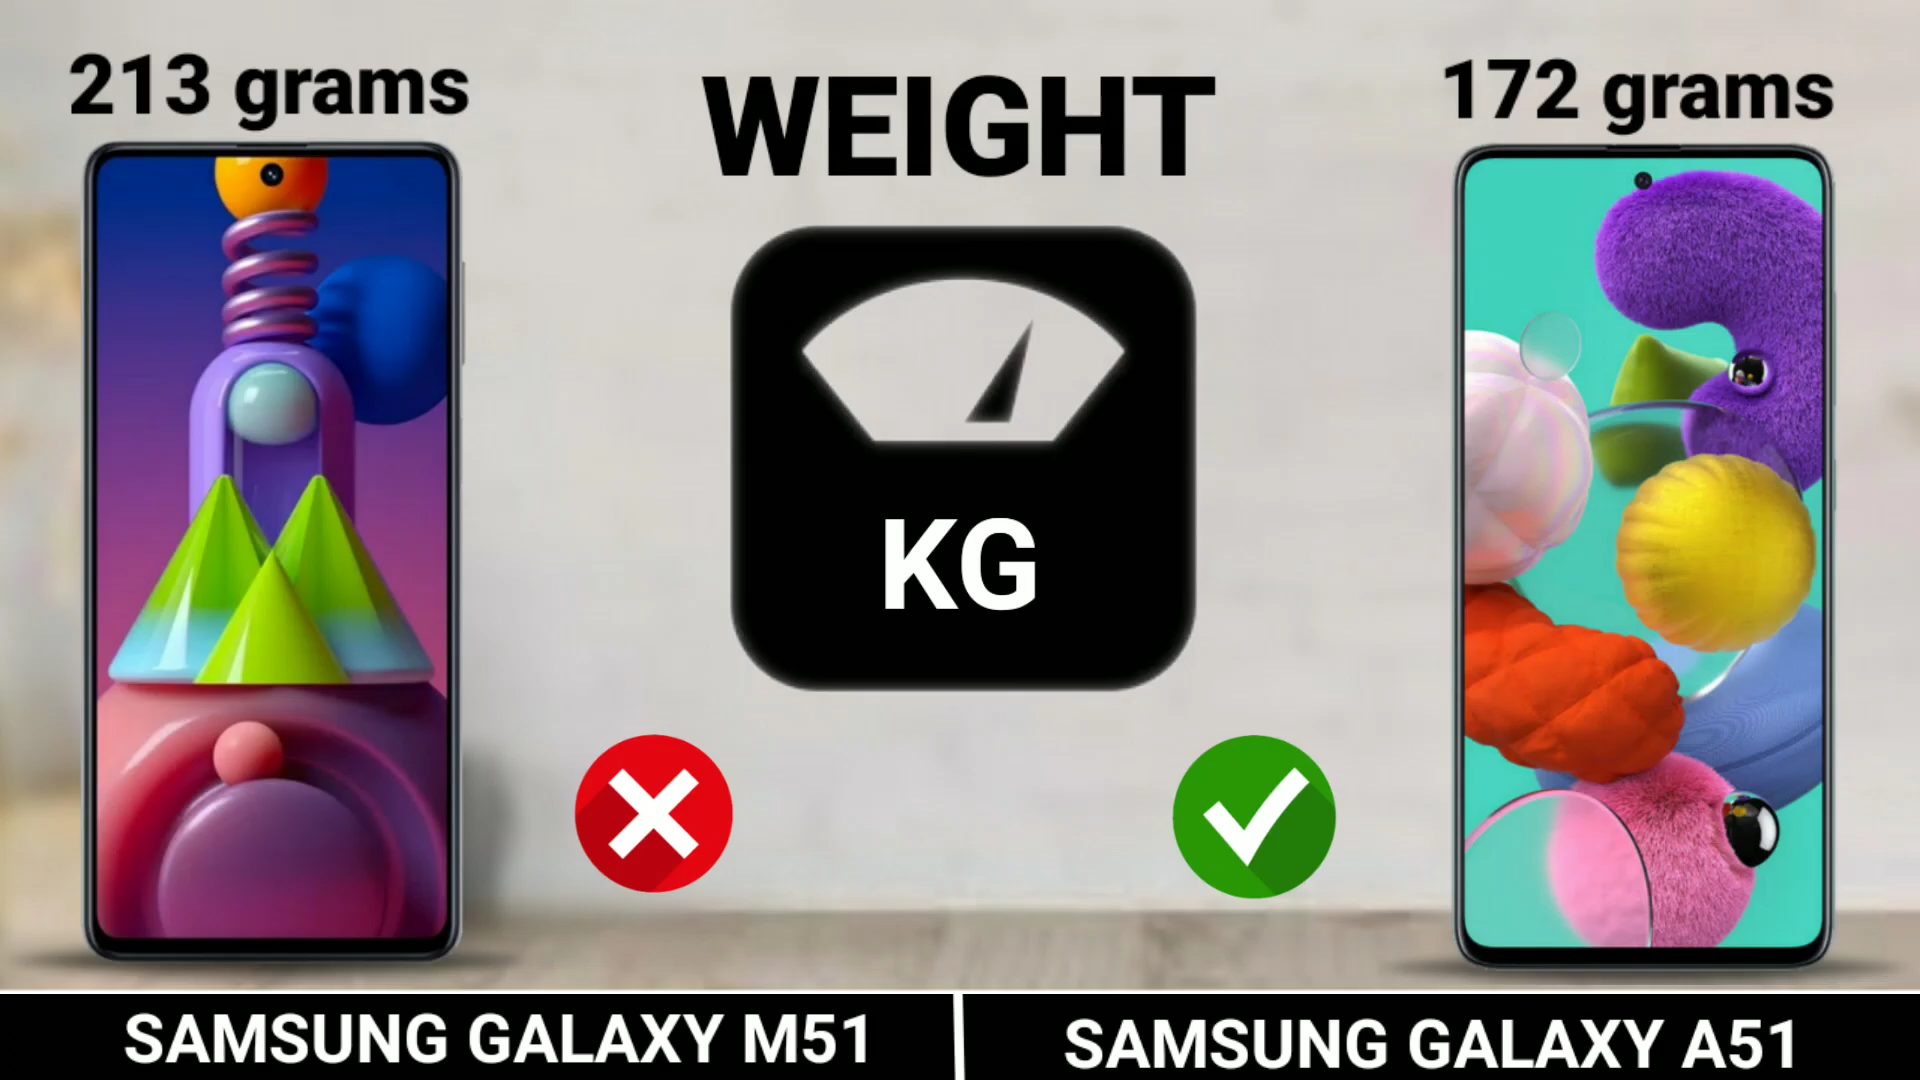 213 grams
WEIGHT
172 grams
KG
SAMSUNG GALAXY M51
SAMSUNG GALAXY A51